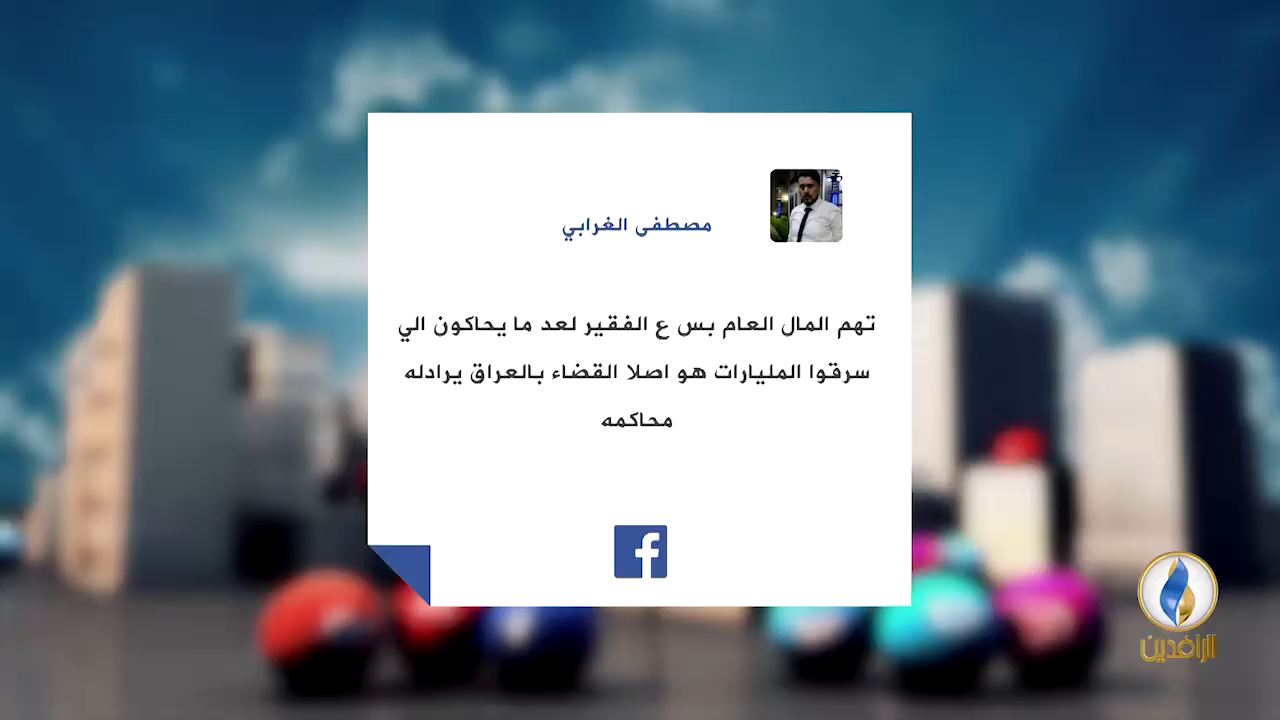 مصطفى الغرابي
تهم المال العام بس ع الفقير لعد ما يحاكون الي
سرقوا المليارات هو اصلا القضاء بالعراق يرادله
محاكمه
الرافدين